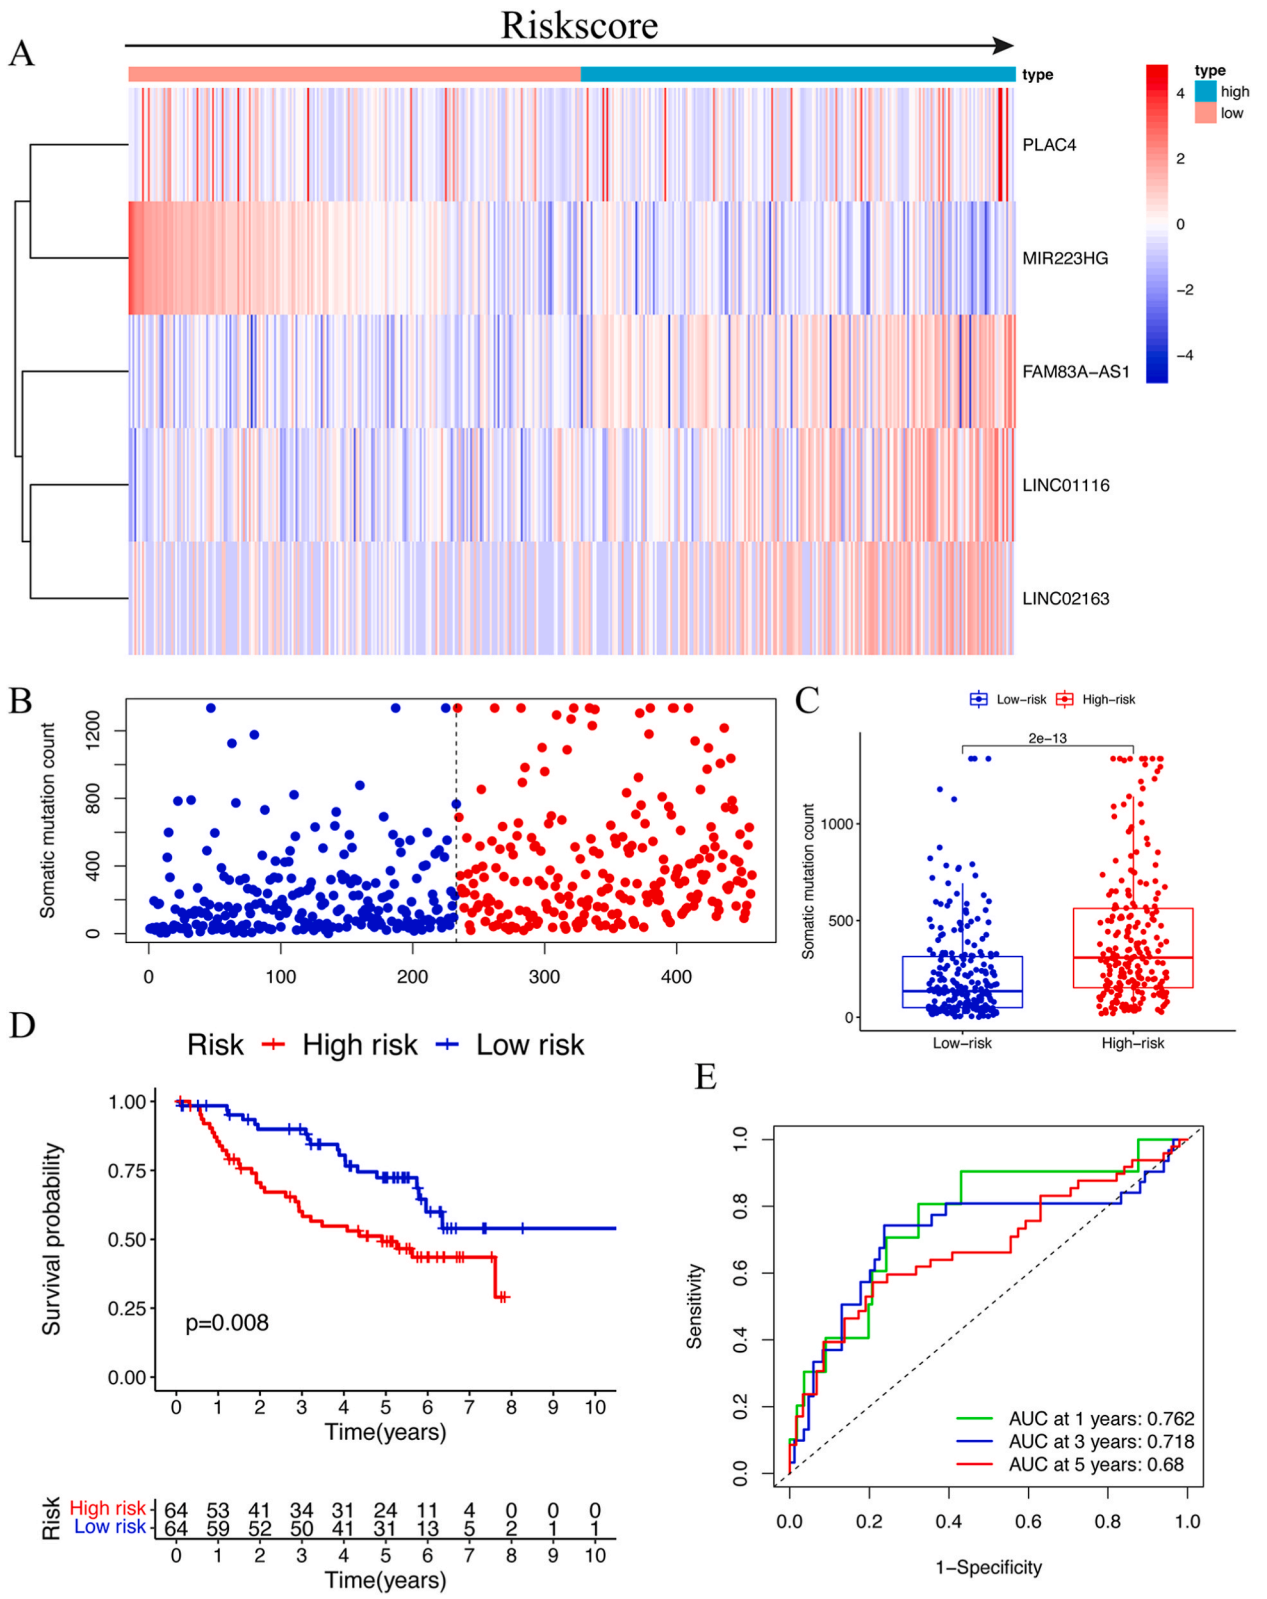 Riskscore
A
type
PLAC4
MIR223HG
FAM83A−AS1
LINC01116
LINC02163
4
2
0
−2
−4
type
high
low
B
Somatic mutation count
1200
800
400
0
0 100 200 300 400
C
Low−risk High−risk
2e−13
Somatic mutation count
1000
500
0
Low−risk High−risk
D
Risk High risk Low risk
Survival probability
1.00
0.75
0.50
0.25
0.00
p=0.008
0 1 2 3 4 5 6 7 8 9 10
Time(years)
Risk
High risk 64 53 41 34 31 24 11 4 0 0 0
Low risk 64 59 52 50 41 31 13 5 2 1 1
0 1 2 3 4 5 6 7 8 9 10
Time(years)
E
Sensitivity
1.0
0.8
0.6
0.4
0.2
0.0
AUC at 1 years: 0.762
AUC at 3 years: 0.718
AUC at 5 years: 0.68
0.0 0.2 0.4 0.6 0.8 1.0
1−Specificity